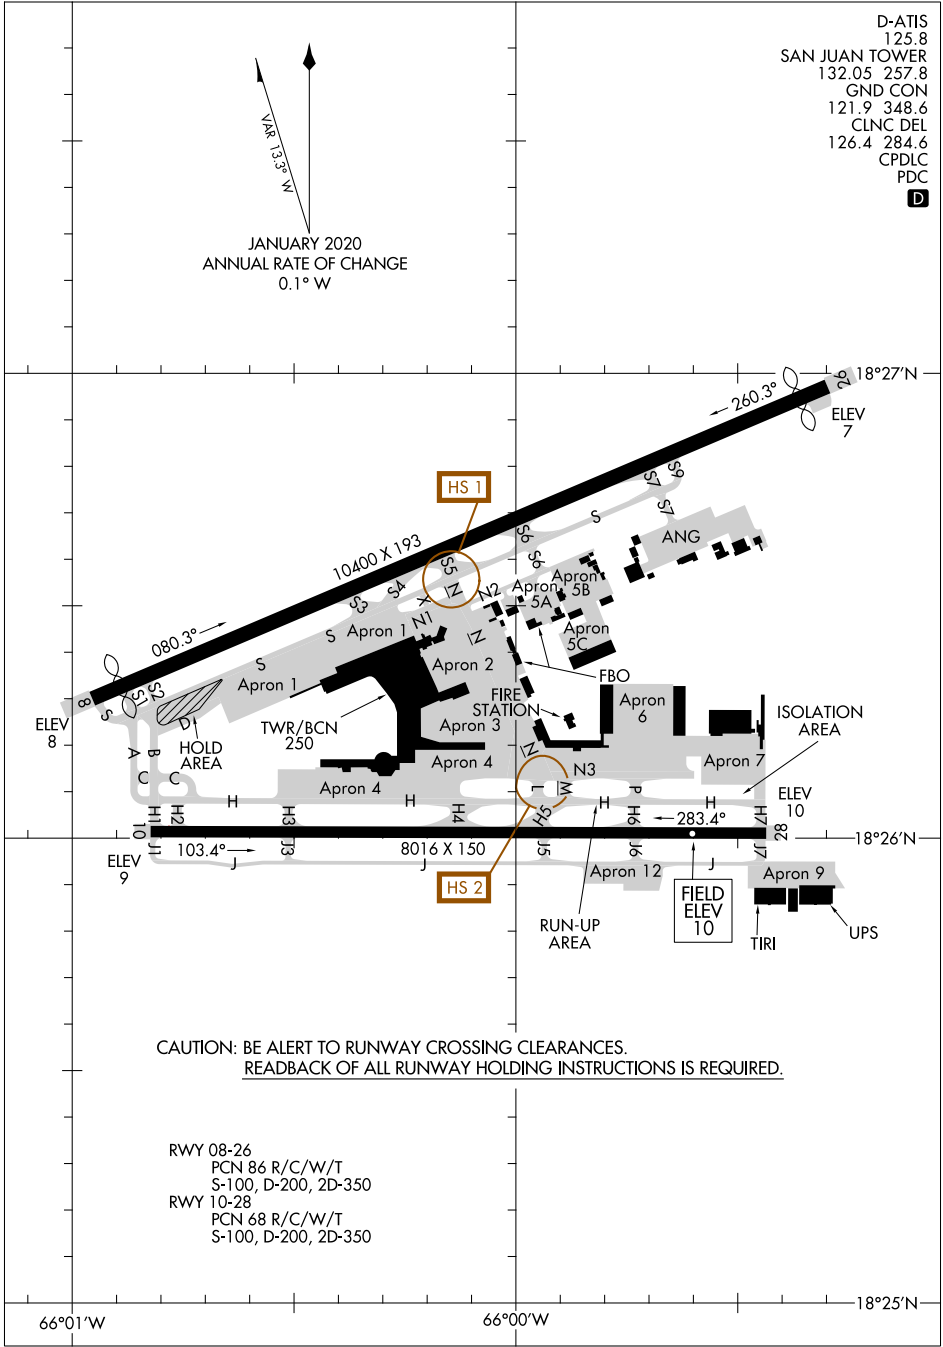 D-ATIS
125.8
SAN JUAN TOWER
132.05 257.8
GND CON
121.9 348.6
CLNC DEL
126.4 284.6
CPDLC
PDC
D
VAR 13.3° W
JANUARY 2020
ANNUAL RATE OF CHANGE
0.1° W
18°27'N
26
260.3°
ELEV
7
HS 1
S9
S7
S7
S
S6
S6
ANG
10400 X 193
S5
N
S4
S3
X
N1
N2
Apron
5A
Apron
5B
Apron
5C
S
Apron 1
N
080.3°
S
Apron 1
Apron 2
FBO
8
S1
S2
S
D
ELEV
8
HOLD
AREA
TWR/BCN
250
Apron 3
FIRE
STATION
Apron
6
ISOLATION
AREA
A
B
C
C
Apron 4
Apron 4
N
N3
Apron 7
L
M
P
ELEV
10
H
H
H
H
H1
H2
H3
H4
H5
H6
H7
10
283.4°
28
18°26'N
ELEV
9
103.4°
8016 X 150
J1
J3
J5
J6
J7
J
J
J
HS 2
Apron 12
Apron 9
FIELD
ELEV
10
RUN-UP
AREA
TIRI
UPS
CAUTION: BE ALERT TO RUNWAY CROSSING CLEARANCES.
READBACK OF ALL RUNWAY HOLDING INSTRUCTIONS IS REQUIRED.
RWY 08-26
PCN 86 R/C/W/T
S-100, D-200, 2D-350
RWY 10-28
PCN 68 R/C/W/T
S-100, D-200, 2D-350
18°25'N
66°01'W
66°00'W